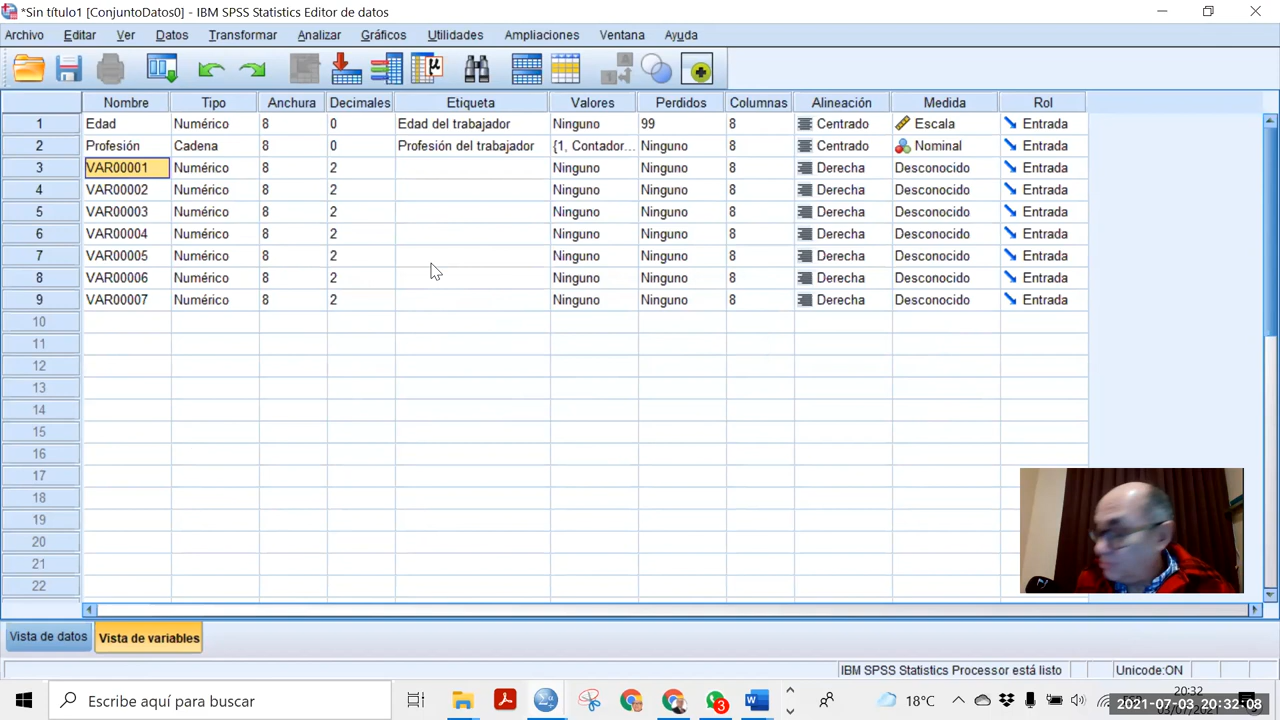 *Sin título1 [ConjuntoDatos0] - IBM SPSS Statistics Editor de datos
Archivo Editar Ver Datos Transformar Analizar Gráficos Utilidades Ampliaciones Ventana Ayuda
Nombre Tipo Anchura Decimales Etiqueta Valores Perdidos Columnas Alineación Medida Rol
1 Edad Numérico 8 0 Edad del trabajador Ninguno 99 8 Centrado Escala Entrada
2 Profesión Cadena 8 0 Profesión del trabajador {1, Contador... Ninguno 8 Centrado Nominal Entrada
3 VAR00001 Numérico 8 2 Ninguno Ninguno 8 Derecha Desconocido Entrada
4 VAR00002 Numérico 8 2 Ninguno Ninguno 8 Derecha Desconocido Entrada
5 VAR00003 Numérico 8 2 Ninguno Ninguno 8 Derecha Desconocido Entrada
6 VAR00004 Numérico 8 2 Ninguno Ninguno 8 Derecha Desconocido Entrada
7 VAR00005 Numérico 8 2 Ninguno Ninguno 8 Derecha Desconocido Entrada
8 VAR00006 Numérico 8 2 Ninguno Ninguno 8 Derecha Desconocido Entrada
9 VAR00007 Numérico 8 2 Ninguno Ninguno 8 Derecha Desconocido Entrada
10
11
12
13
14
15
16
17
18
19
20
21
22
Vista de datos Vista de variables
IBM SPSS Statistics Processor está listo Unicode:ON
Escribe aquí para buscar 3 18°C 20:32
2021-07-03 20:32:08